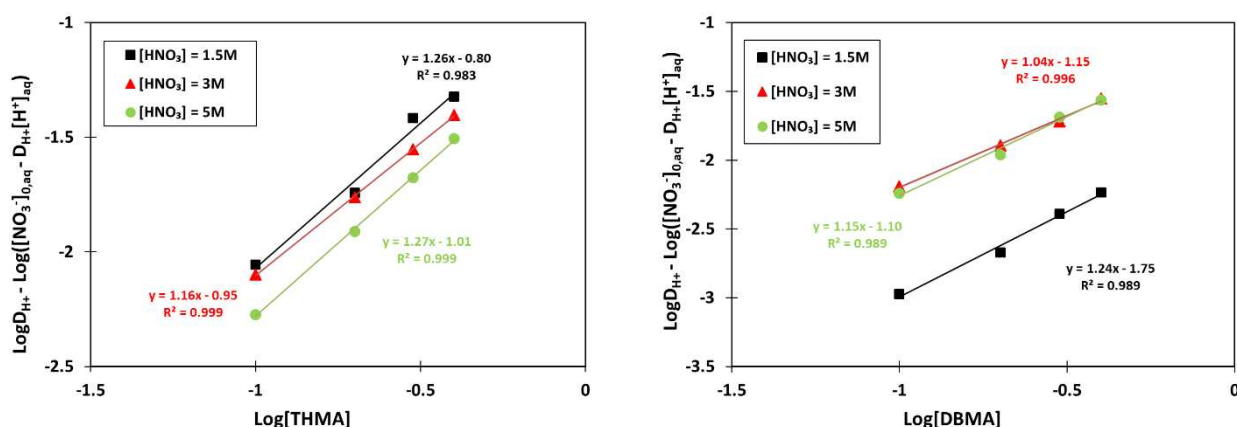 -1
-1.5
-2
-2.5
-1.5
-1
-0.5
0
LogD_H+ - Log([NO₃⁻]₀,aq - D_H+[H⁺]aq)
Log[THMA]
[HNO₃] = 1.5M
[HNO₃] = 3M
[HNO₃] = 5M
y = 1.26x - 0.80
R² = 0.983
y = 1.27x - 1.01
R² = 0.999
y = 1.16x - 0.95
R² = 0.999
-1
-1.5
-2
-2.5
-3
-3.5
-1.5
-1
-0.5
0
LogD_H+ - Log([NO₃⁻]₀,aq - D_H+[H⁺]aq)
Log[DBMA]
[HNO₃] = 1.5M
[HNO₃] = 3M
[HNO₃] = 5M
y = 1.04x - 1.15
R² = 0.996
y = 1.15x - 1.10
R² = 0.989
y = 1.24x - 1.75
R² = 0.989